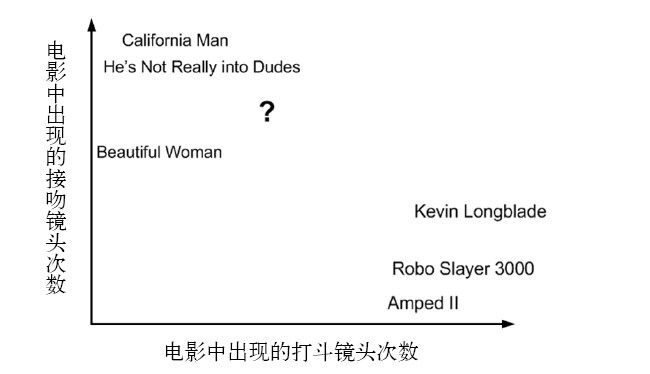 电影中出现的接吻镜头次数
California Man
He's Not Really into Dudes
?
Beautiful Woman
Kevin Longblade
Robo Slayer 3000
Amped II
电影中出现的打斗镜头次数